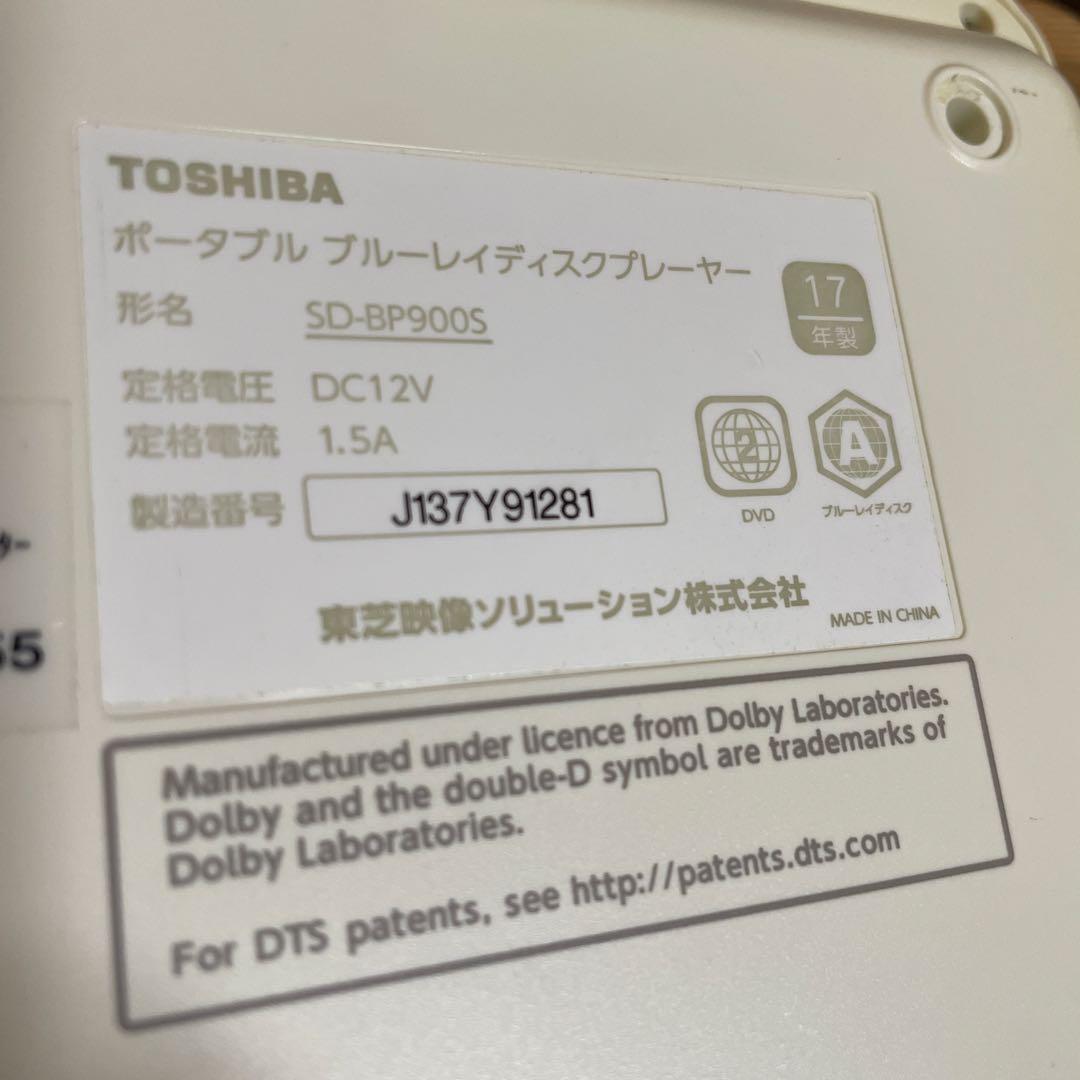 TOSHIBA
ポータブル ブルーレイディスクプレーヤー
17
年製
形名 SD-BP900S
定格電圧 DC12V
定格電流 1.5A
製造番号 J137Y91281
2
DVD
A
ブルーレイディスク
東芝映像ソリューション株式会社
MADE IN CHINA
Manufactured under licence from Dolby Laboratories.
Dolby and the double-D symbol are trademarks of
Dolby Laboratories.
For DTS patents, see http://patents.dts.com